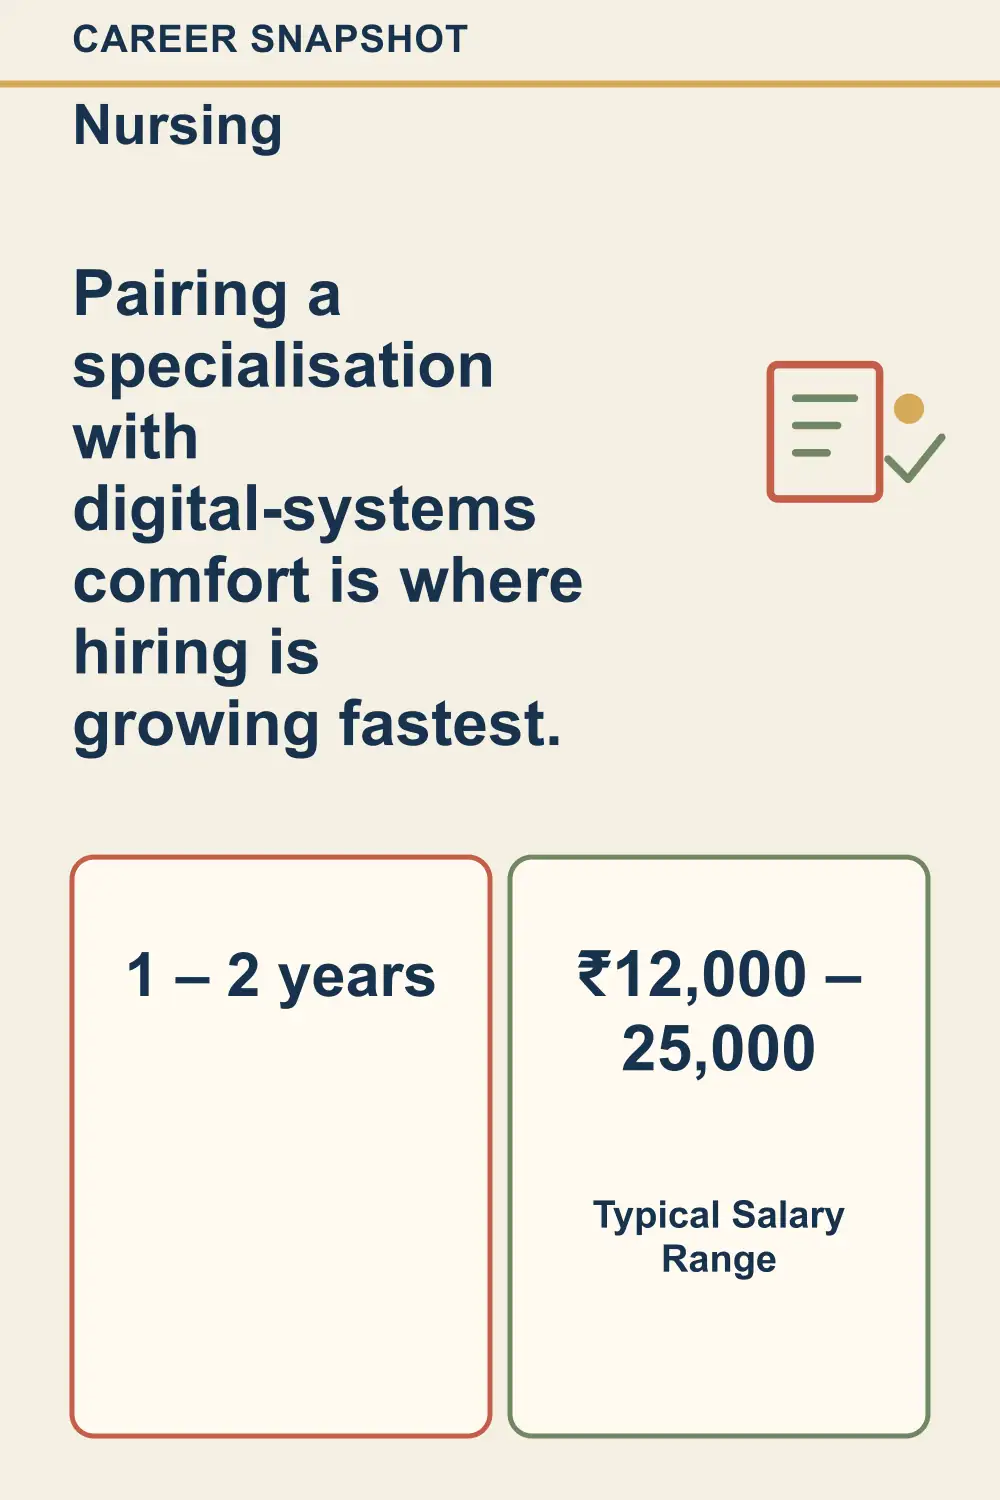 CAREER SNAPSHOT
Nursing
Pairing a
specialisation
with
digital-systems
comfort is where
hiring is
growing fastest.
1 – 2 years
₹12,000 –
25,000
Typical Salary
Range